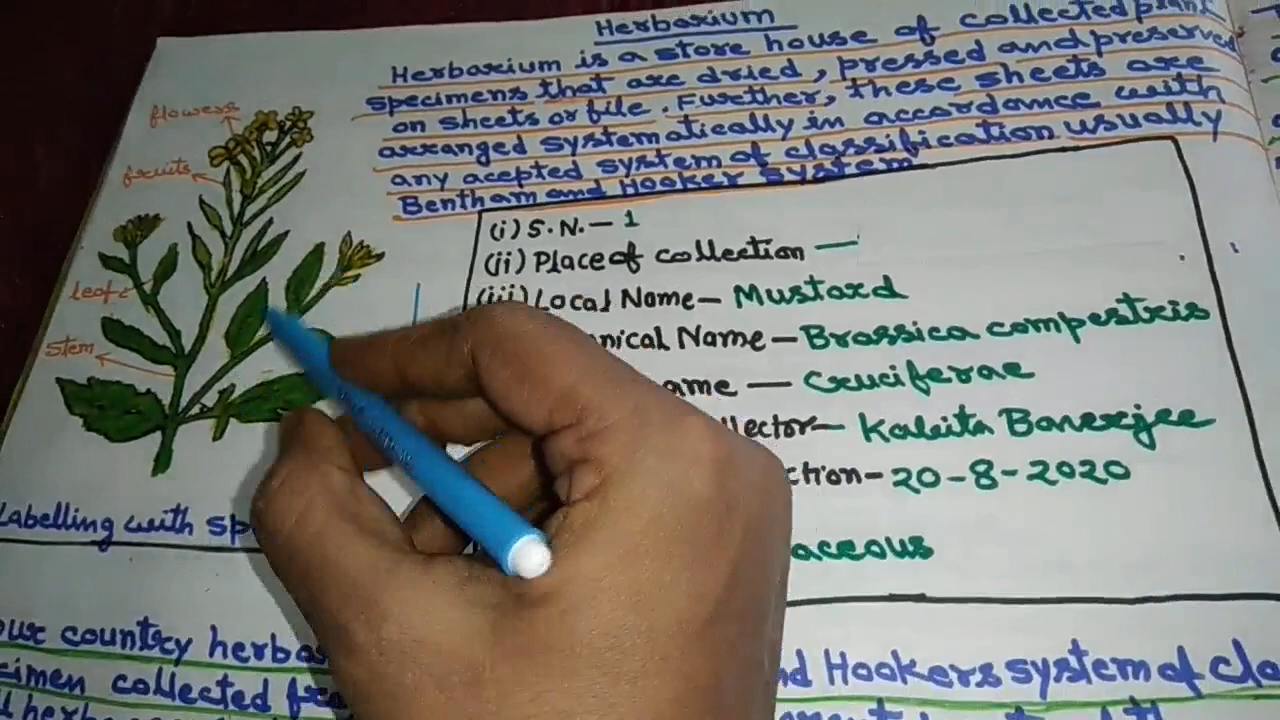 Herbarium
Herbarium is a store house of collected plant
specimens that are dried, pressed and preserved
on sheets or file. Further, these sheets are
arranged systematically in accordance with
any acepted system of classification usually
Bentham and Hooker system
flowers
fruits
leaf
stem
(i) S.N. – 1
(ii) Place of collection –
(iii) Local Name – Mustard
nical Name – Brassica compestris
ame – Cruciferae
llector – Kabita Banerjee
ction – 20-8-2020
aceous
Labelling with sp
our country herba nd Hookers system of cla
cimen collected fr